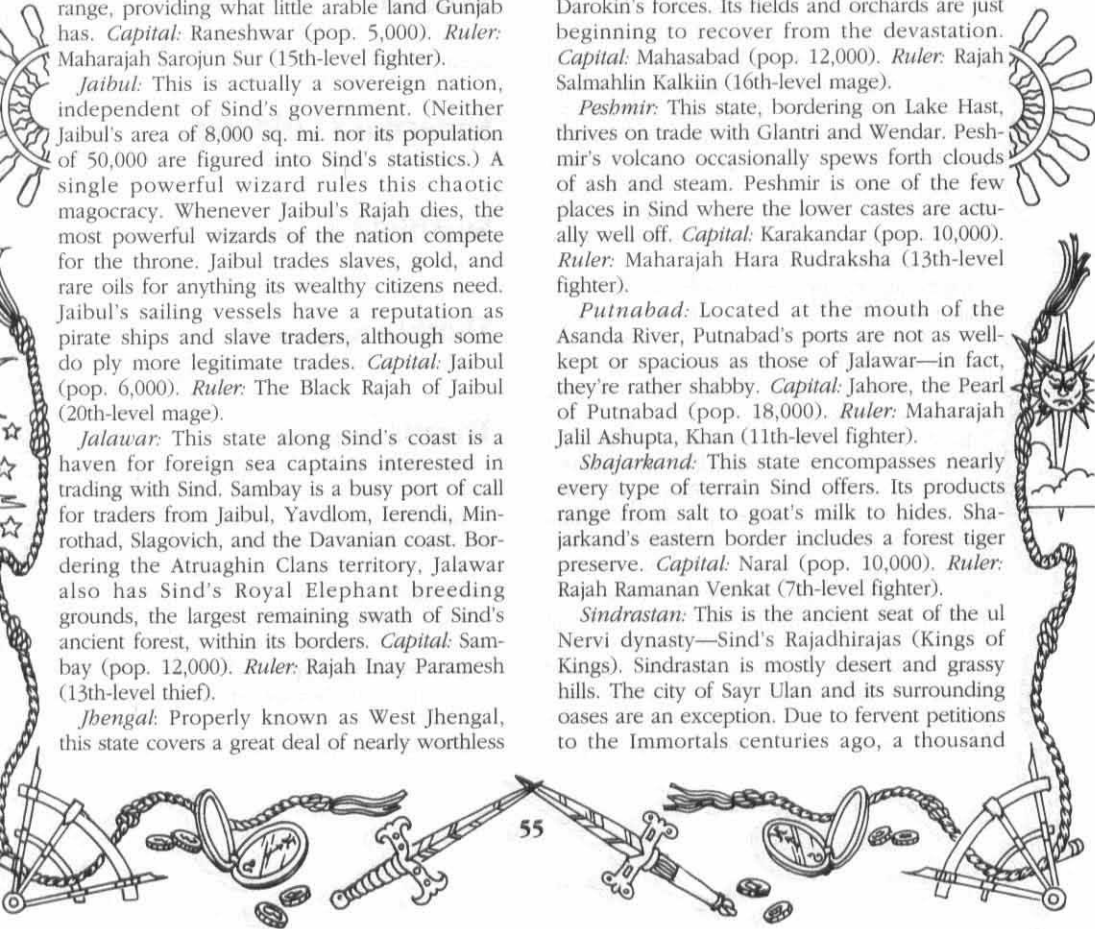 range, providing what little arable land Gunjab
has. Capital: Raneshwar (pop. 5,000). Ruler:
Maharajah Sarojun Sur (15th-level fighter).
Jaibul: This is actually a sovereign nation,
independent of Sind's government. (Neither
Jaibul's area of 8,000 sq. mi. nor its population
of 50,000 are figured into Sind's statistics.) A
single powerful wizard rules this chaotic
magocracy. Whenever Jaibul's Rajah dies, the
most powerful wizards of the nation compete
for the throne. Jaibul trades slaves, gold, and
rare oils for anything its wealthy citizens need.
Jaibul's sailing vessels have a reputation as
pirate ships and slave traders, although some
do ply more legitimate trades. Capital: Jaibul
(pop. 6,000). Ruler: The Black Rajah of Jaibul
(20th-level mage).
Jalawar: This state along Sind's coast is a
haven for foreign sea captains interested in
trading with Sind. Sambay is a busy port of call
for traders from Jaibul, Yavdlom, Ierendi, Min-
rothad, Slagovich, and the Davanian coast. Bor-
dering the Atruaghin Clans territory, Jalawar
also has Sind's Royal Elephant breeding
grounds, the largest remaining swath of Sind's
ancient forest, within its borders. Capital: Sam-
bay (pop. 12,000). Ruler: Rajah Inay Paramesh
(13th-level thief).
Jhengal: Properly known as West Jhengal,
this state covers a great deal of nearly worthless
Darokin's forces. Its fields and orchards are just
beginning to recover from the devastation.
Capital: Mahasabad (pop. 12,000). Ruler: Rajah
Salmahlin Kalkiin (16th-level mage).
Peshmir: This state, bordering on Lake Hast,
thrives on trade with Glantri and Wendar. Pesh-
mir's volcano occasionally spews forth clouds
of ash and steam. Peshmir is one of the few
places in Sind where the lower castes are actu-
ally well off. Capital: Karakandar (pop. 10,000).
Ruler: Maharajah Hara Rudraksha (13th-level
fighter).
Putnabad: Located at the mouth of the
Asanda River, Putnabad's ports are not as well-
kept or spacious as those of Jalawar—in fact,
they're rather shabby. Capital: Jahore, the Pearl
of Putnabad (pop. 18,000). Ruler: Maharajah
Jalil Ashupta, Khan (11th-level fighter).
Shajarkand: This state encompasses nearly
every type of terrain Sind offers. Its products
range from salt to goat's milk to hides. Sha-
jarkand's eastern border includes a forest tiger
preserve. Capital: Naral (pop. 10,000). Ruler:
Rajah Ramanan Venkat (7th-level fighter).
Sindrastan: This is the ancient seat of the ul
Nervi dynasty—Sind's Rajadhirajas (Kings of
Kings). Sindrastan is mostly desert and grassy
hills. The city of Sayr Ulan and its surrounding
oases are an exception. Due to fervent petitions
to the Immortals centuries ago, a thousand
55